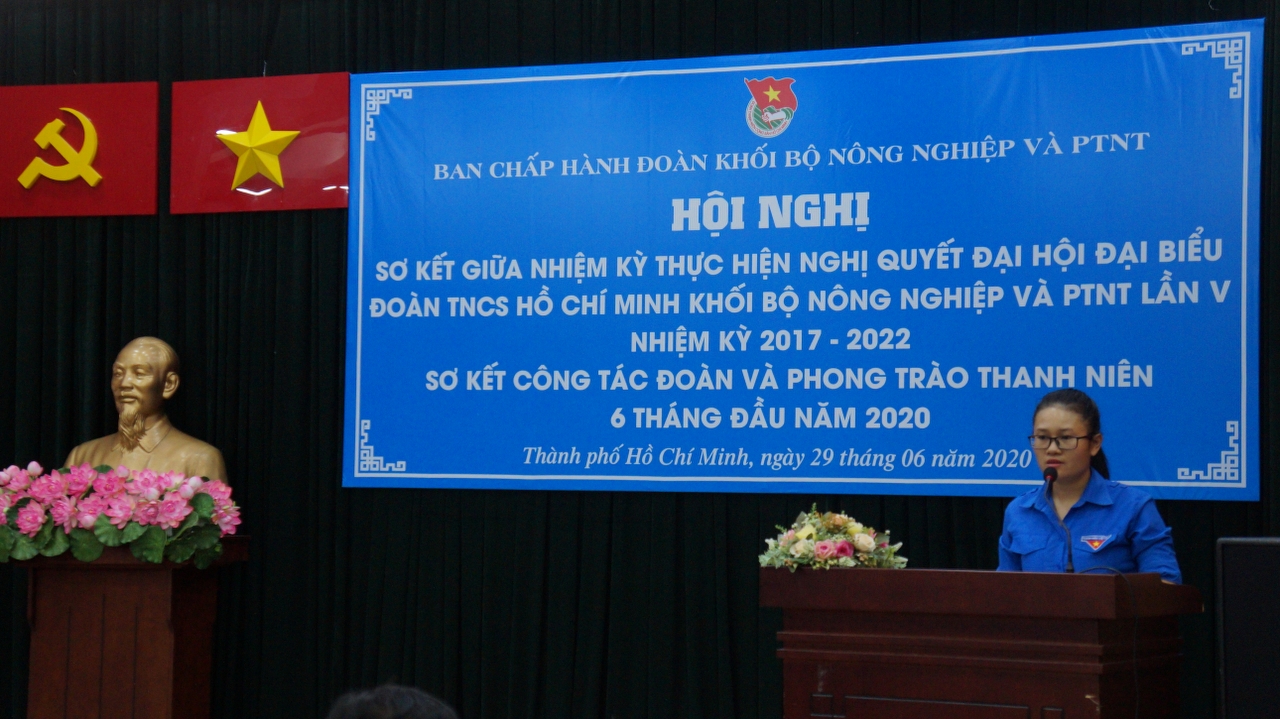 BAN CHẤP HÀNH ĐOÀN KHỐI BỘ NÔNG NGHIỆP VÀ PTNT
HỘI NGHỊ
SƠ KẾT GIỮA NHIỆM KỲ THỰC HIỆN NGHỊ QUYẾT ĐẠI HỘI ĐẠI BIỂU
ĐOÀN TNCS HỒ CHÍ MINH KHỐI BỘ NÔNG NGHIỆP VÀ PTNT LẦN V
NHIỆM KỲ 2017 - 2022
SƠ KẾT CÔNG TÁC ĐOÀN VÀ PHONG TRÀO THANH NIÊN
6 THÁNG ĐẦU NĂM 2020
Thành phố Hồ Chí Minh, ngày 29 tháng 06 năm 2020